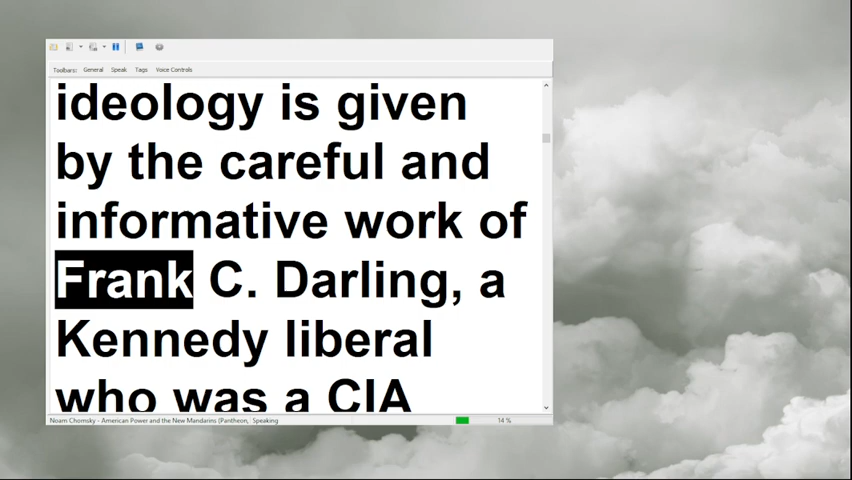 Toolbars: General Speak Tags Voice Controls
ideology is given
by the careful and
informative work of
Frank C. Darling, a
Kennedy liberal
who was a CIA
Noam Chomsky - American Power and the New Mandarins (Pantheon, : Speaking 14 %